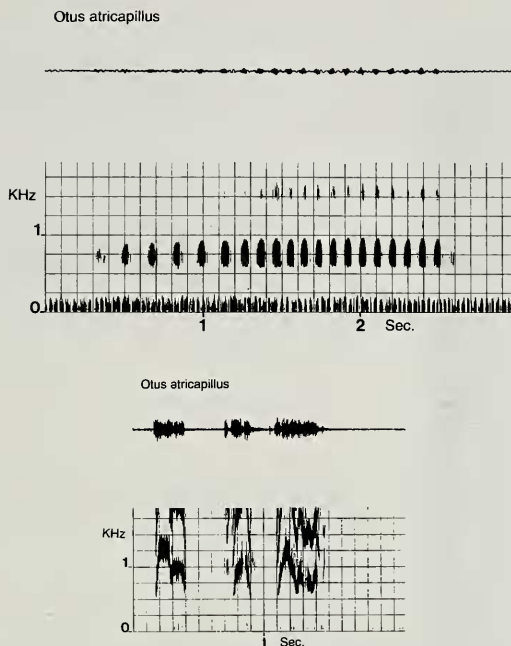 Otus atricapillus
KHz
1
0
1 2 Sec.
Otus atricapillus
KHz
1
0
1 Sec.